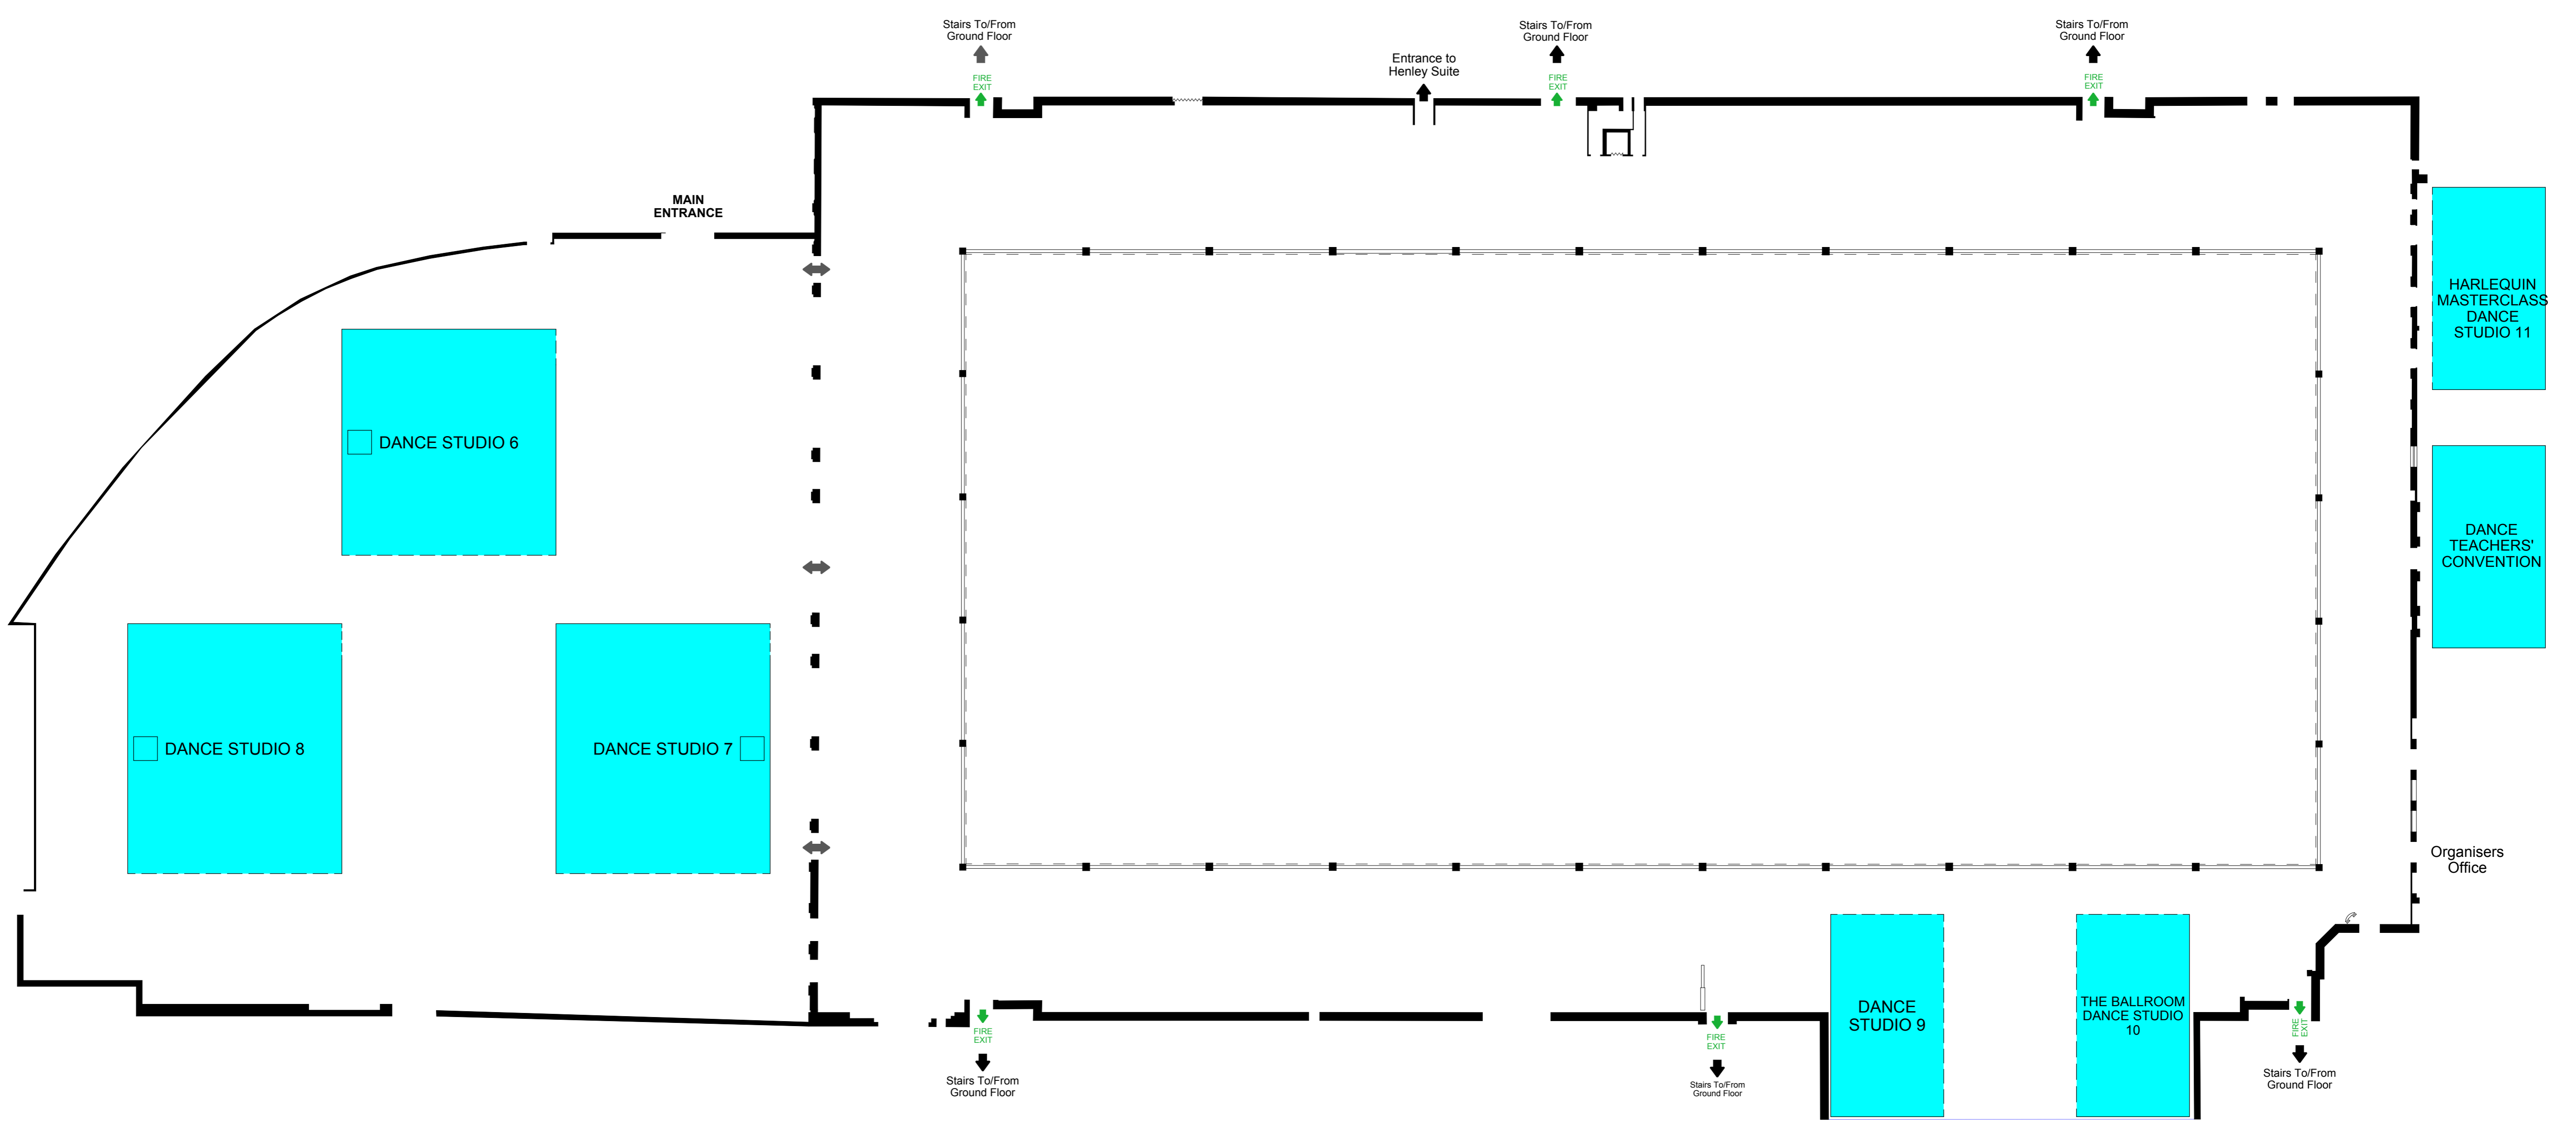 Stairs To/From
Ground Floor
FIRE
EXIT
Entrance to
Henley Suite
Stairs To/From
Ground Floor
FIRE
EXIT
Stairs To/From
Ground Floor
FIRE
EXIT
MAIN
ENTRANCE
HARLEQUIN
MASTERCLASS
DANCE
STUDIO 11
DANCE STUDIO 6
DANCE
TEACHERS'
CONVENTION
DANCE STUDIO 8
DANCE STUDIO 7
Organisers
Office
DANCE
STUDIO 9
THE BALLROOM
DANCE STUDIO
10
FIRE
EXIT
Stairs To/From
Ground Floor
FIRE
EXIT
Stairs To/From
Ground Floor
FIRE
EXIT
Stairs To/From
Ground Floor